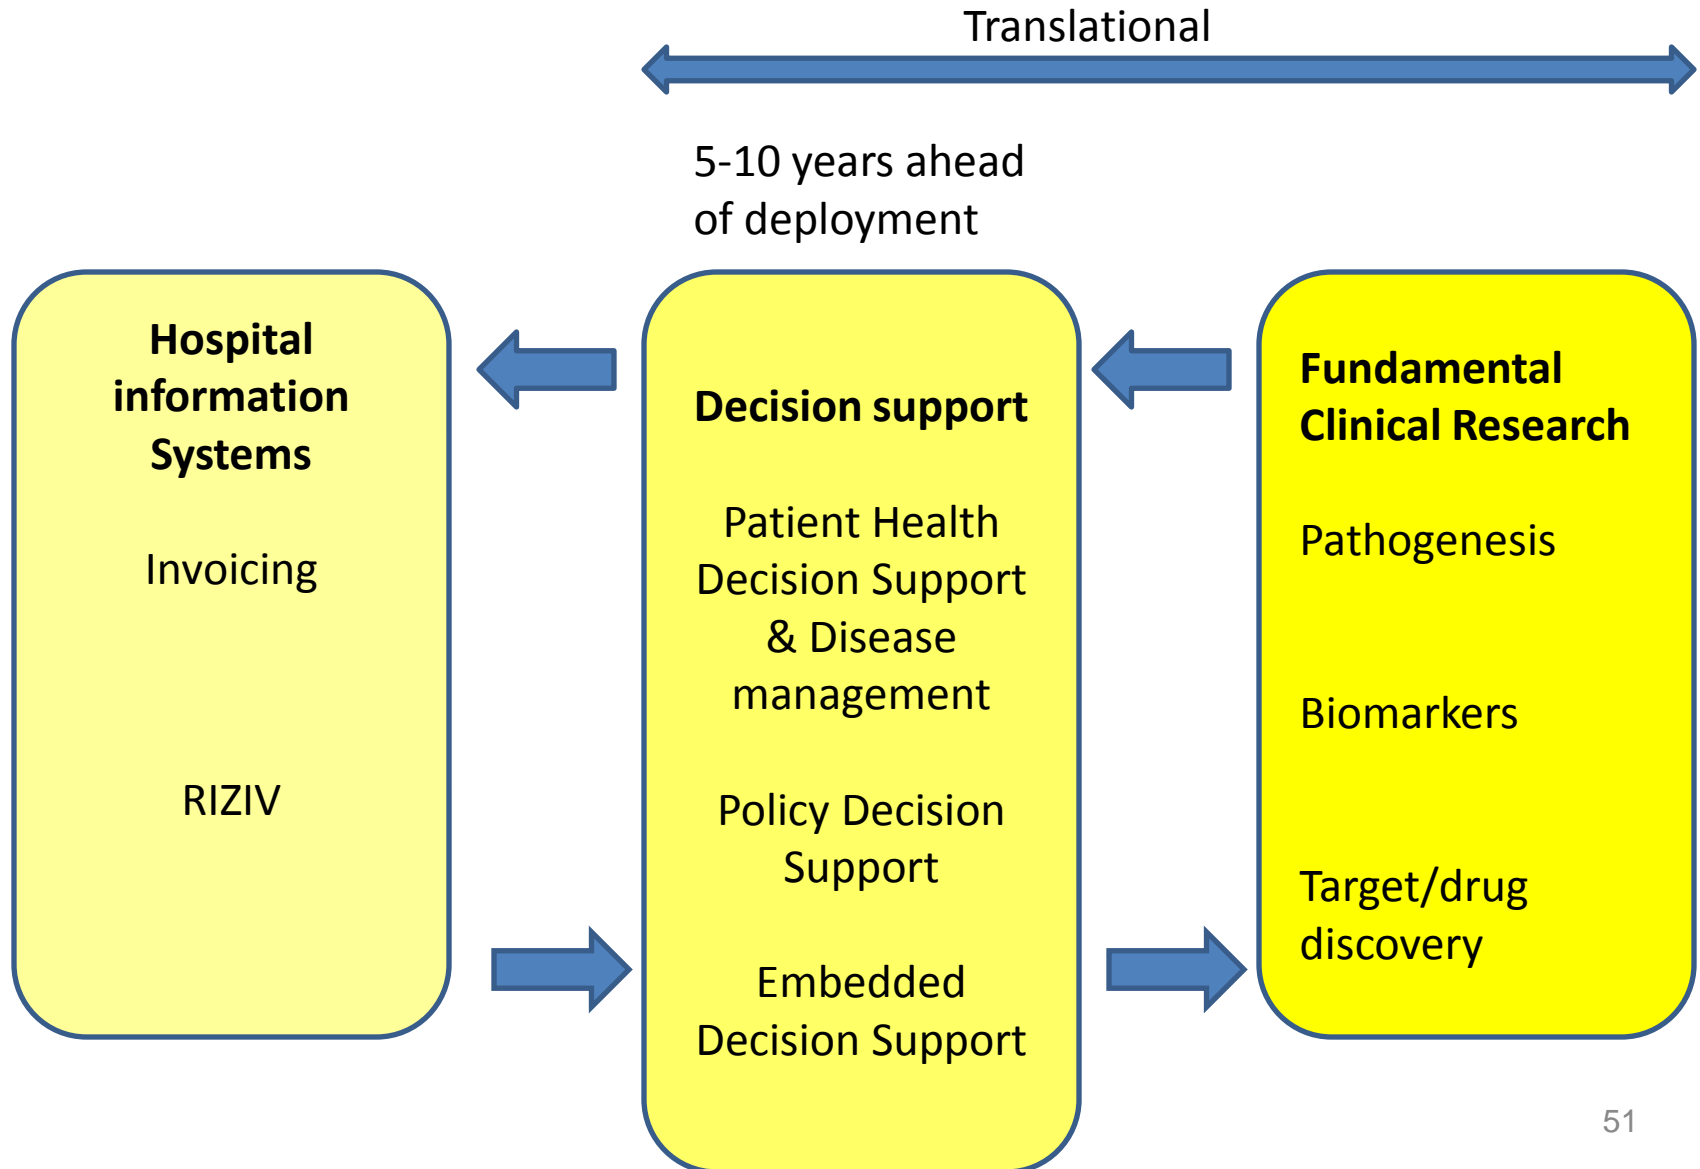 Translational
5-10 years ahead
of deployment
Hospital
information
Systems
Invoicing
RIZIV
Decision support
Patient Health
Decision Support
& Disease
management
Policy Decision
Support
Embedded
Decision Support
Fundamental
Clinical Research
Pathogenesis
Biomarkers
Target/drug
discovery
51